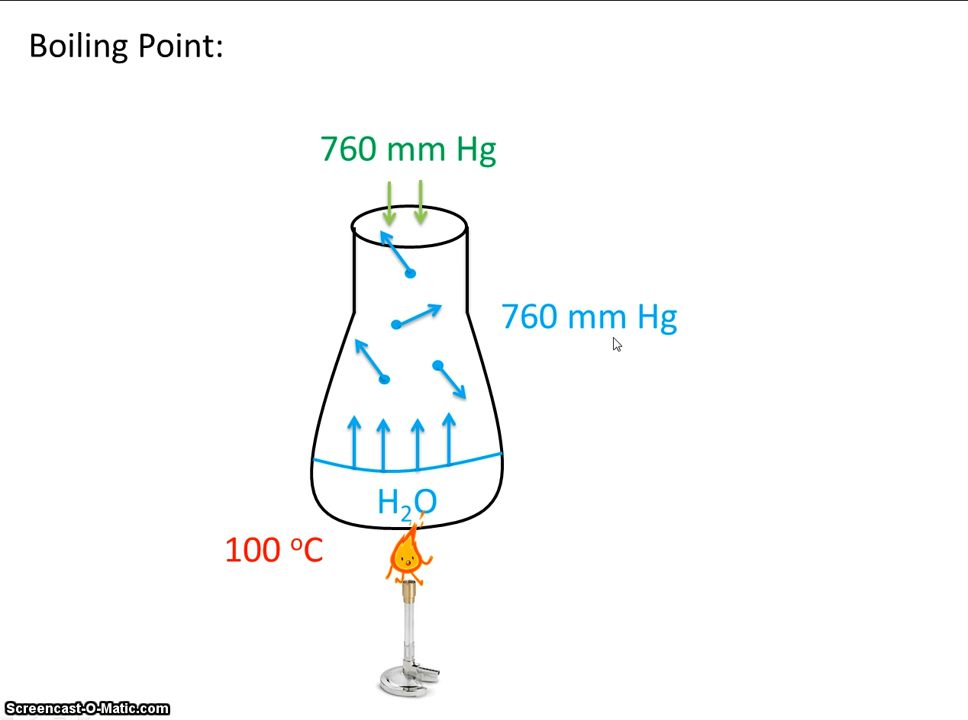 Boiling Point:
760 mm Hg
760 mm Hg
H₂O
100 ºC
Screencast-O-Matic.com